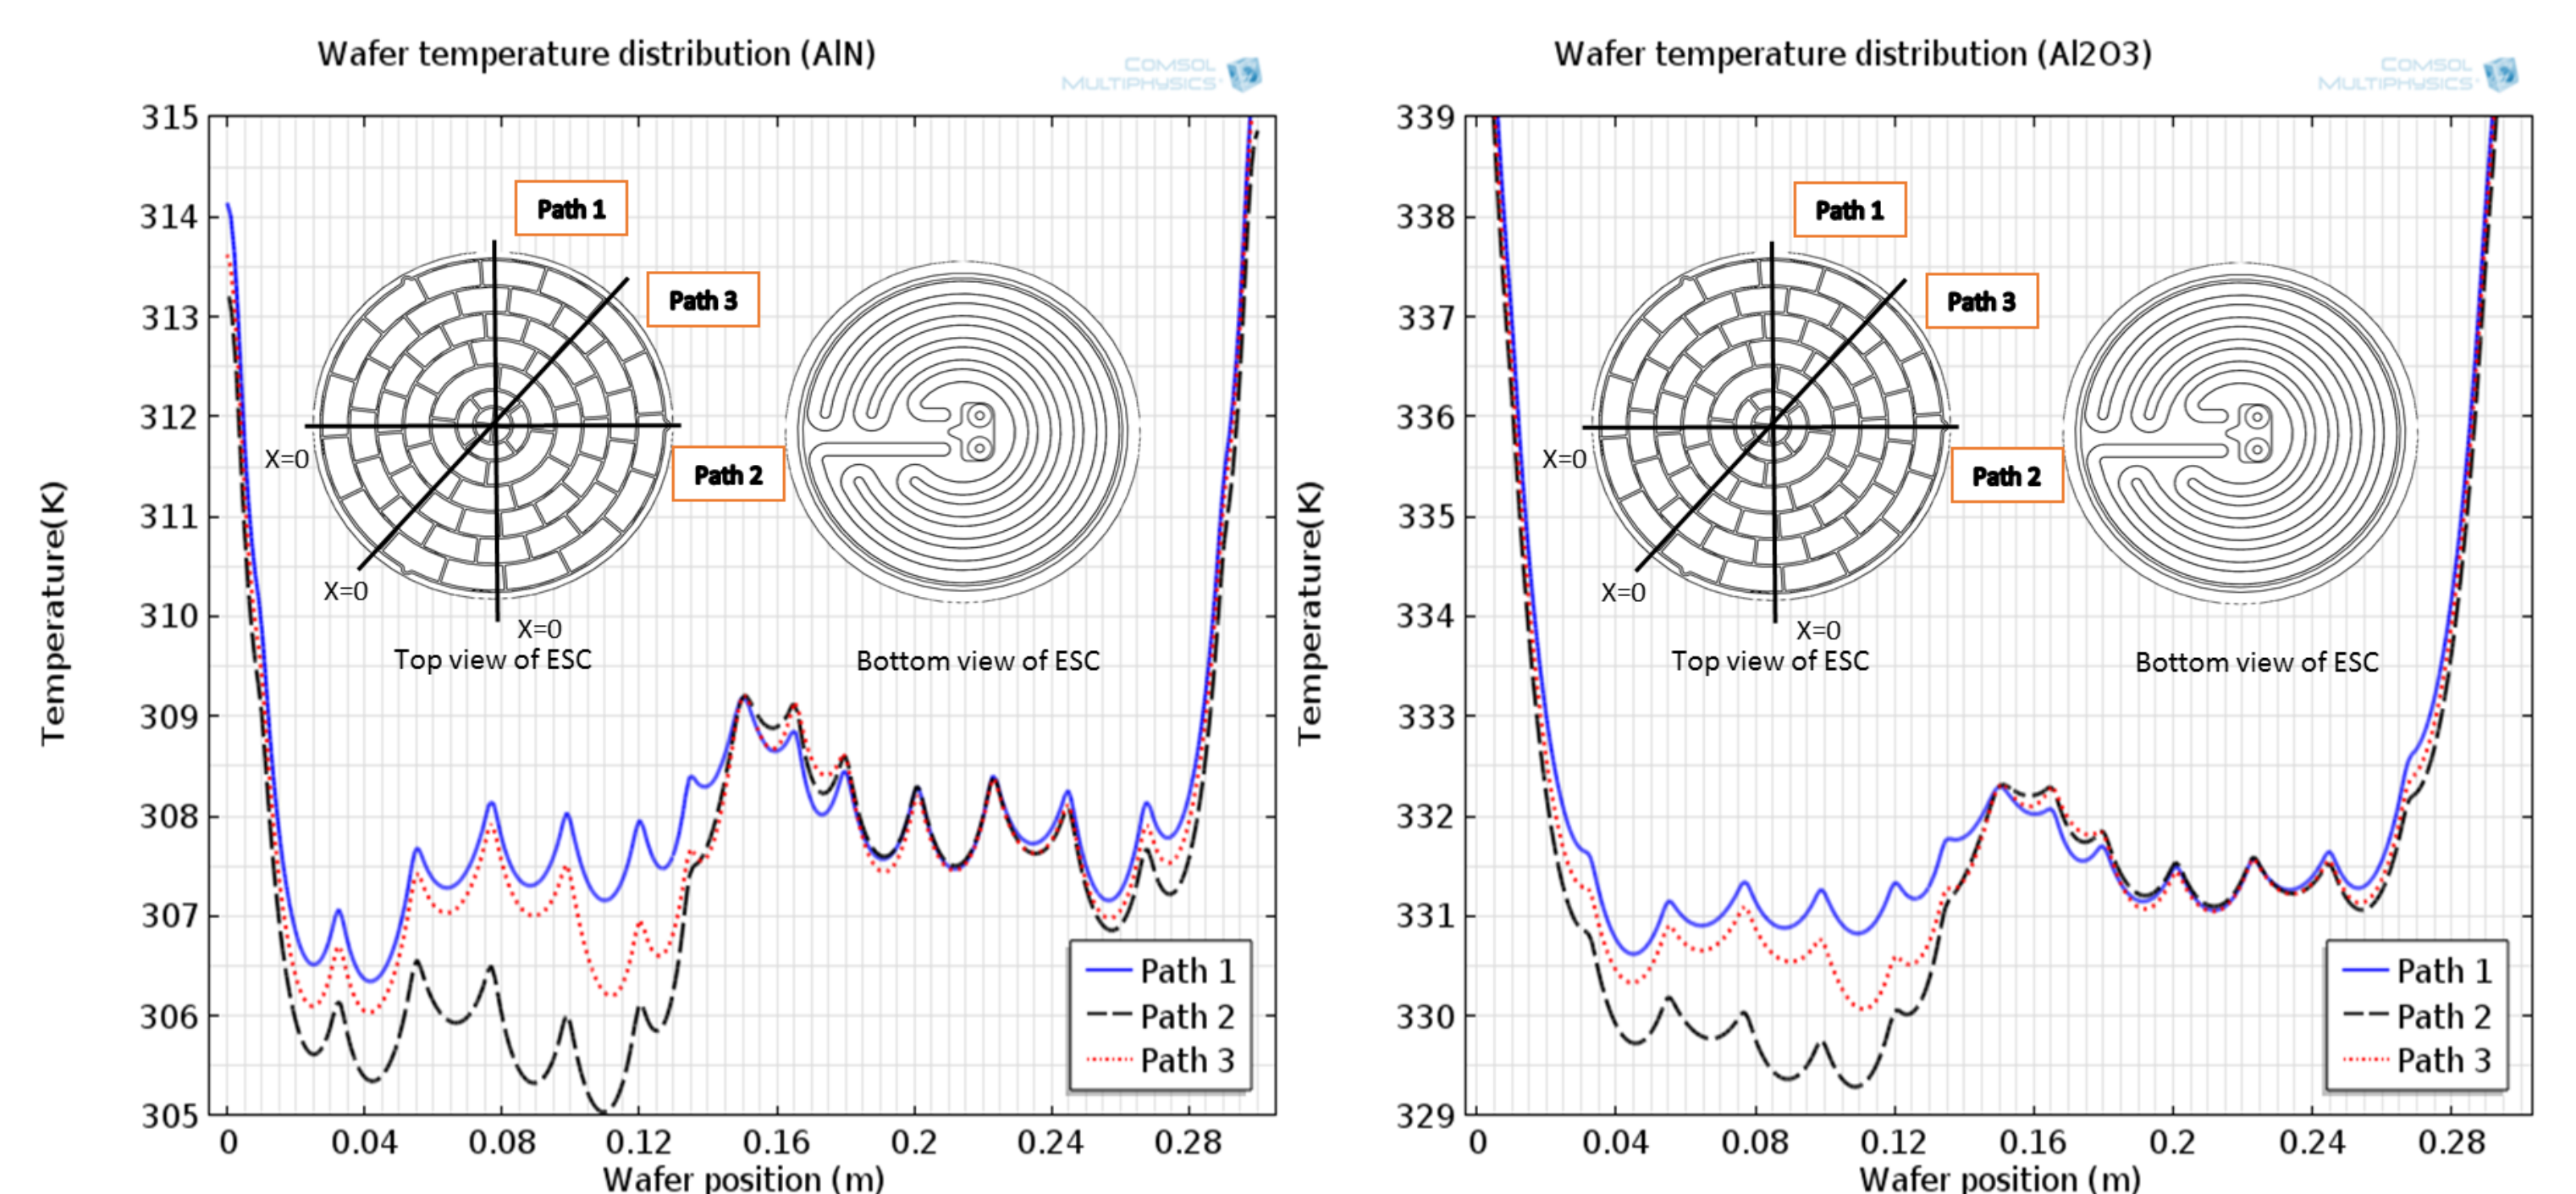 Wafer temperature distribution (AlN)
COMSOL
MULTIPHYSICS
315
314
313
312
311
310
309
308
307
306
305
Temperature(K)
Path 1
Path 3
Path 2
X=0
X=0
X=0
Top view of ESC
Bottom view of ESC
Path 1
Path 2
Path 3
0 0.04 0.08 0.12 0.16 0.2 0.24 0.28
Wafer position (m)
Wafer temperature distribution (Al2O3)
COMSOL
MULTIPHYSICS
339
338
337
336
335
334
333
332
331
330
329
Temperature(K)
Path 1
Path 3
Path 2
X=0
X=0
X=0
Top view of ESC
Bottom view of ESC
Path 1
Path 2
Path 3
0 0.04 0.08 0.12 0.16 0.2 0.24 0.28
Wafer position (m)